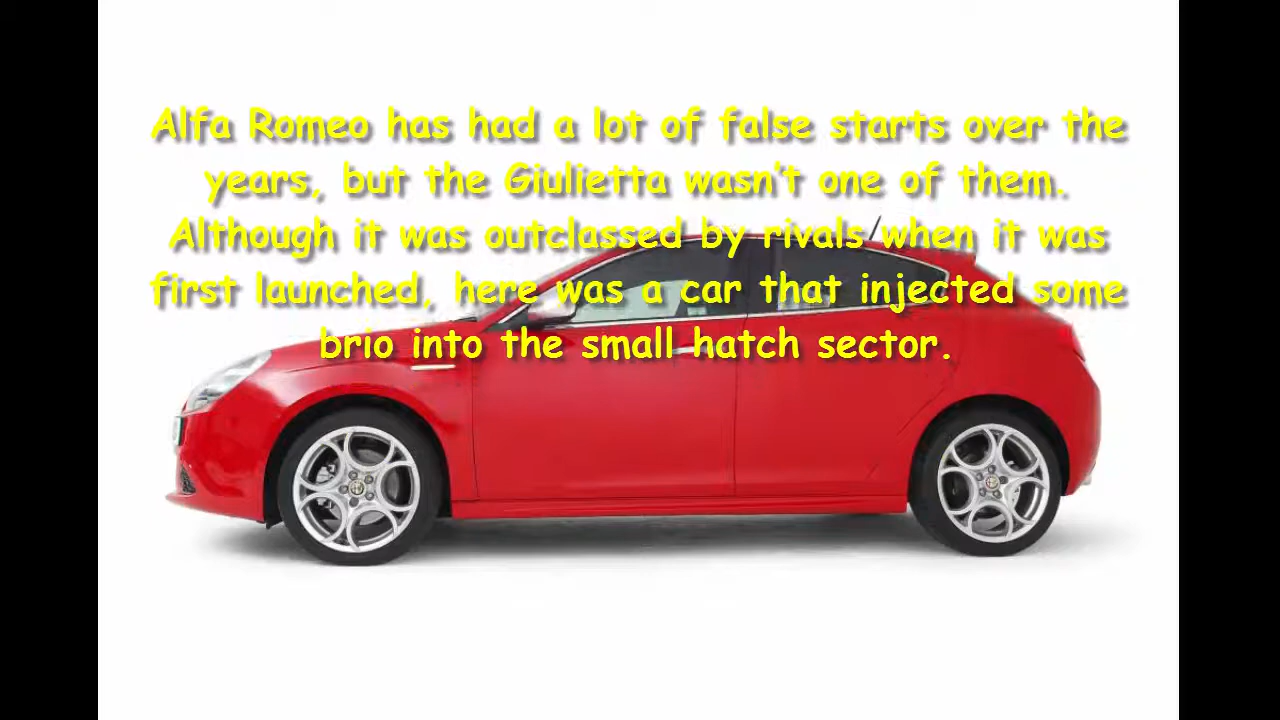 Alfa Romeo has had a lot of false starts over the
years, but the Giulietta wasn't one of them.
Although it was outclassed by rivals when it was
first launched, here was a car that injected some
brio into the small hatch sector.